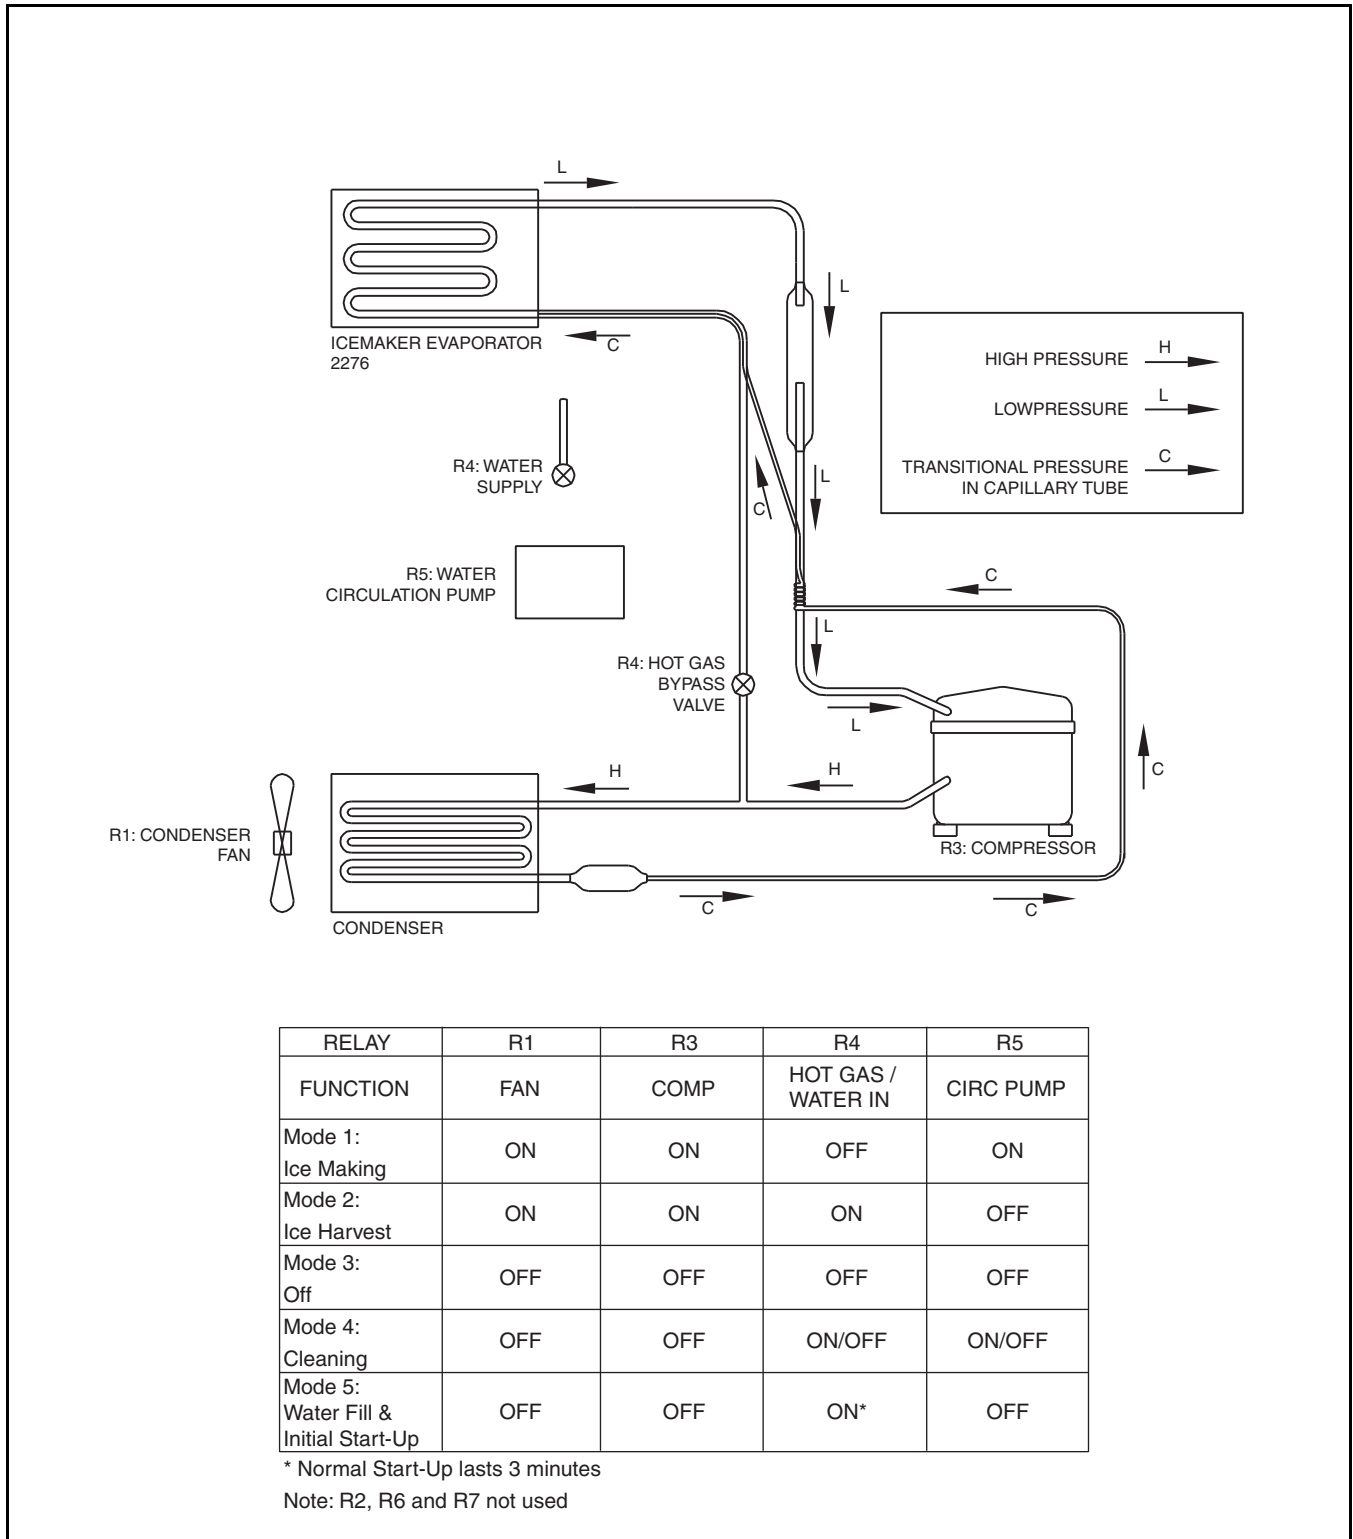 L
ICEMAKER EVAPORATOR
2276
C
L
HIGH PRESSURE H
LOWPRESSURE L
TRANSITIONAL PRESSURE
IN CAPILLARY TUBE C
R4: WATER
SUPPLY
C
L
R5: WATER
CIRCULATION PUMP
C
L
R4: HOT GAS
BYPASS
VALVE
L
H
H
C
R1: CONDENSER
FAN
R3: COMPRESSOR
C
C
CONDENSER
RELAY R1 R3 R4 R5
FUNCTION FAN COMP HOT GAS / WATER IN CIRC PUMP
Mode 1:
Ice Making ON ON OFF ON
Mode 2:
Ice Harvest ON ON ON OFF
Mode 3:
Off OFF OFF OFF OFF
Mode 4:
Cleaning OFF OFF ON/OFF ON/OFF
Mode 5:
Water Fill &
Initial Start-Up OFF OFF ON* OFF
* Normal Start-Up lasts 3 minutes
Note: R2, R6 and R7 not used